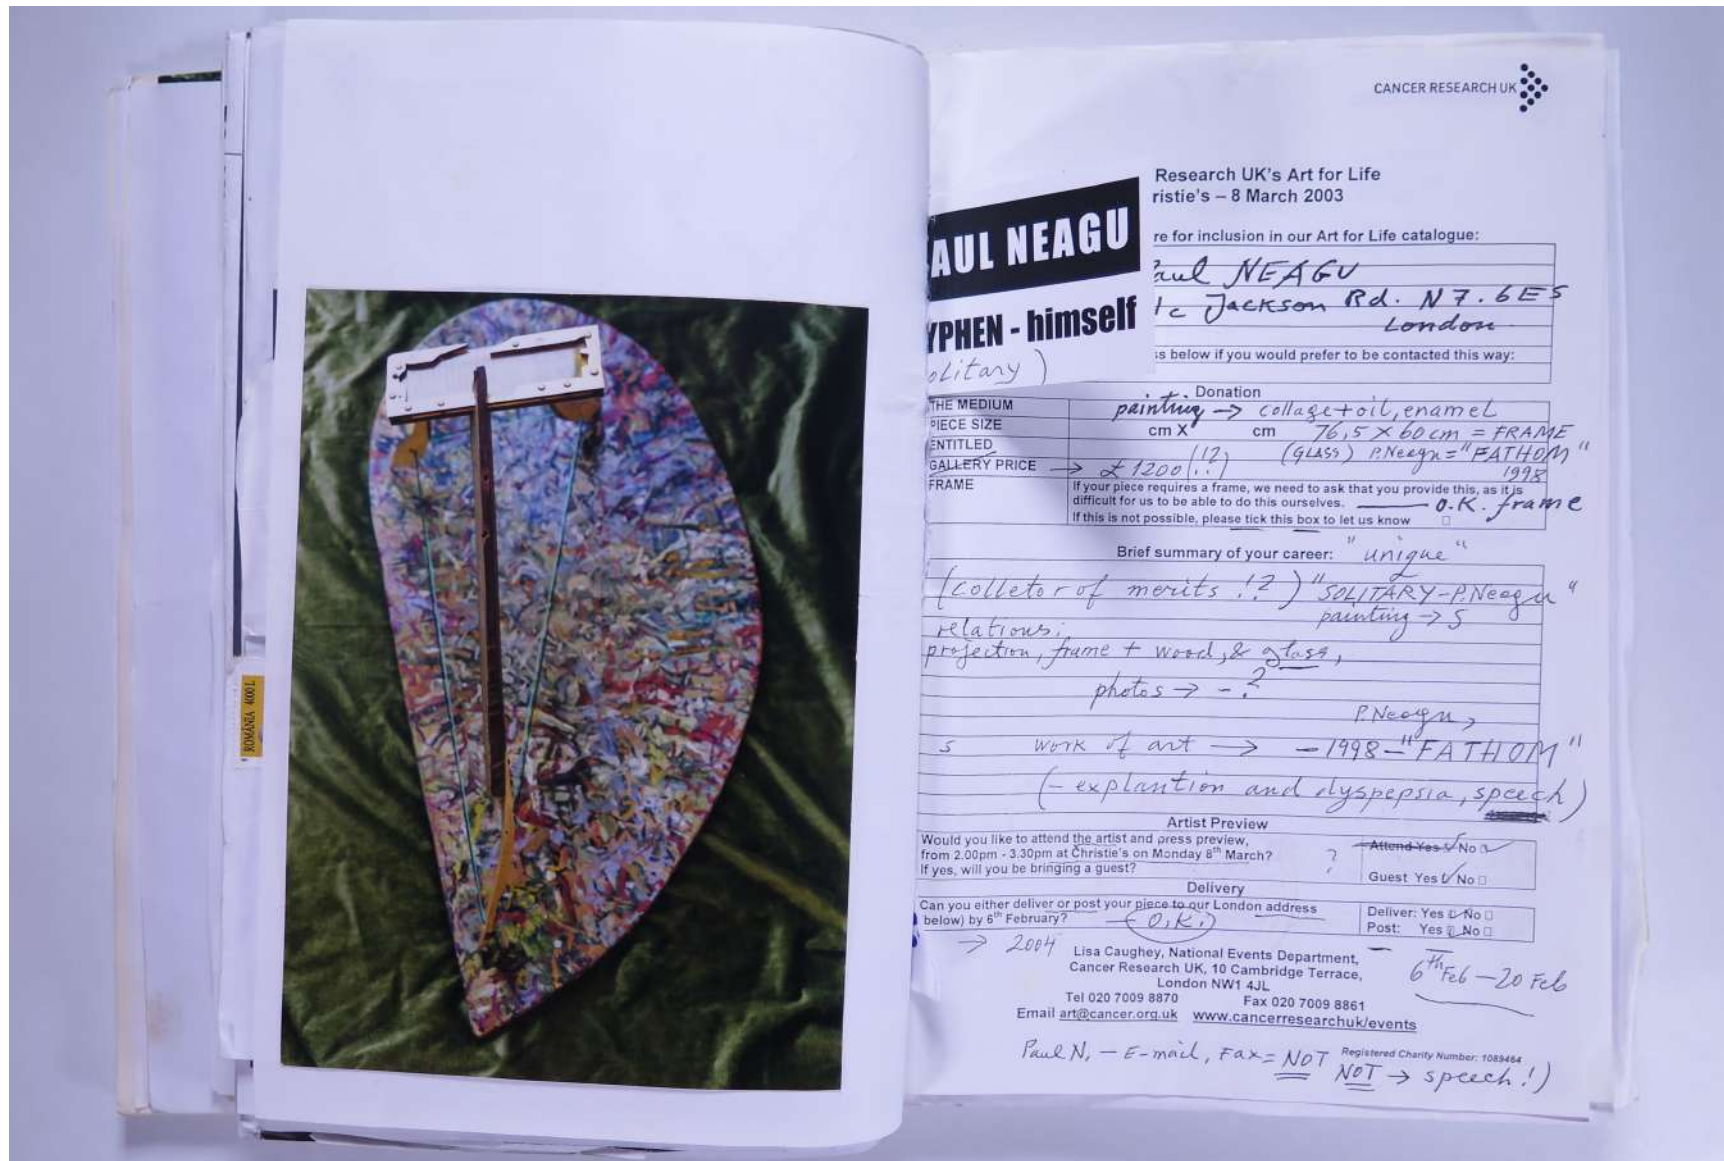 ROMÂNIA 4000L
CANCER RESEARCH UK
Research UK's Art for Life
ristie's – 8 March 2003
AUL NEAGU
YPHEN - himself
olitary )
re for inclusion in our Art for Life catalogue:
aul NEAGU
Jackson Rd. N7. 6ES
London
s below if you would prefer to be contacted this way:
Donation
THE MEDIUM painting → collage + oil, enamel
PIECE SIZE cm X cm 76,5 X 60 cm = FRAME
ENTITLED (GLASS) P.Neagu = "FATHOM"
GALLERY PRICE → £1200 (!?) 1998
FRAME If your piece requires a frame, we need to ask that you provide this, as it is
difficult for us to be able to do this ourselves. — O.K. frame
If this is not possible, please tick this box to let us know □
Brief summary of your career: "unique"
(Colletor of merits !?) "SOLITARY – P.Neagu"
painting → S
relations;
projection, frame + wood, & glass,
photos → - ?
P.Neagu,
S work of art → – 1998 – "FATHOM"
(– explantion and dyspepsia, speech)
Artist Preview
Would you like to attend the artist and press preview,
from 2.00pm - 3.30pm at Christie's on Monday 8th March? ? Attend Yes No
If yes, will you be bringing a guest? Guest Yes No □
Delivery
Can you either deliver or post your piece to our London address Deliver: Yes No □
below) by 6th February? – (O.K.) Post: Yes No □
→ 2004
Lisa Caughey, National Events Department,
Cancer Research UK, 10 Cambridge Terrace, 6th Feb – 20 Feb
London NW1 4JL
Tel 020 7009 8870 Fax 020 7009 8861
Email art@cancer.org.uk www.cancerresearchuk/events
Registered Charity Number: 1089464
Paul N, – E-mail, Fax = NOT
NOT → speech!)